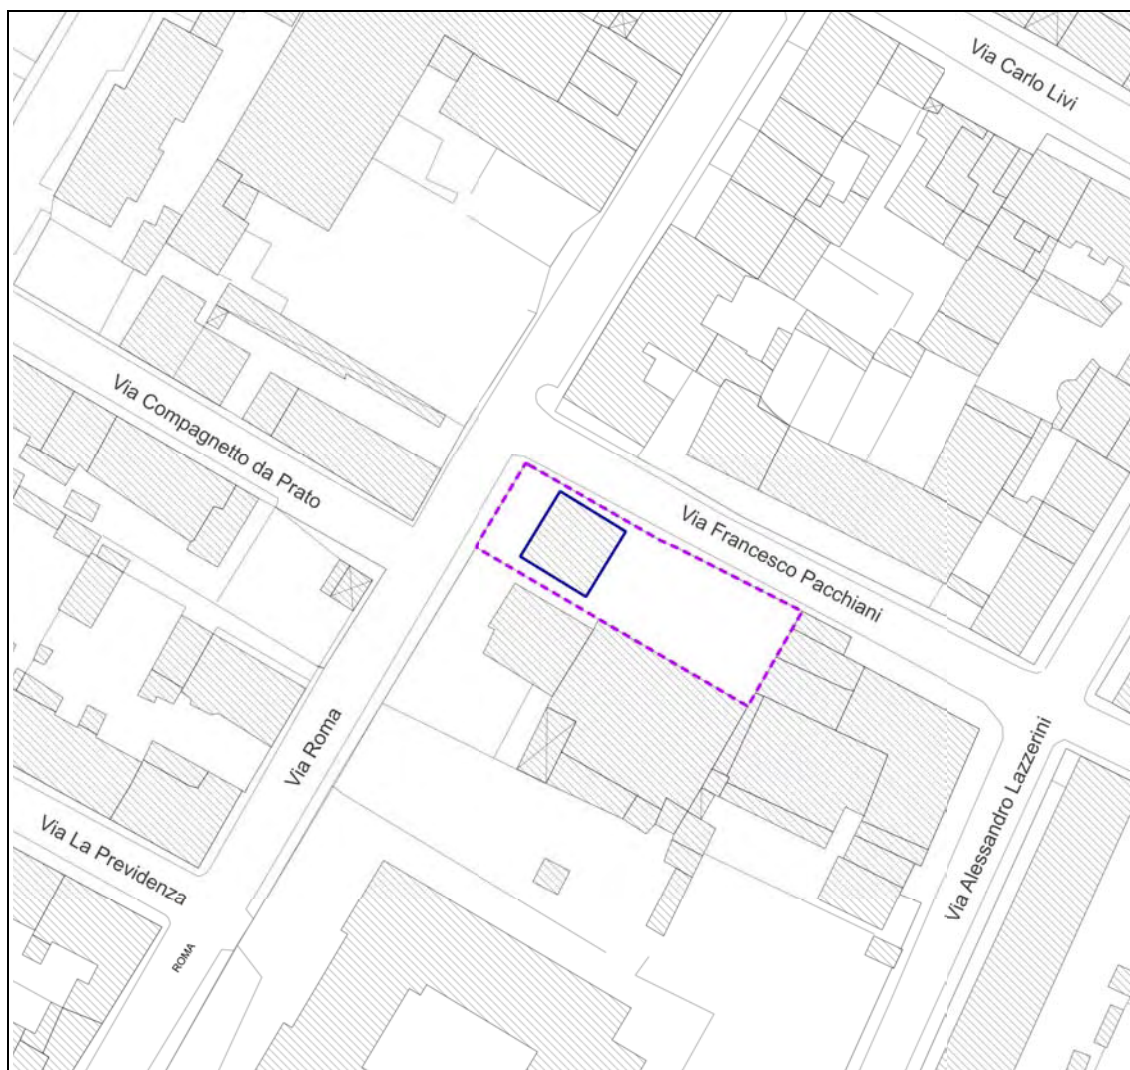 Via Carlo Livi
Via Compagnetto da Prato
Via Francesco Pacchiani
Via Roma
Via Alessandro Lazzerini
Via La Previdenza
ROMA